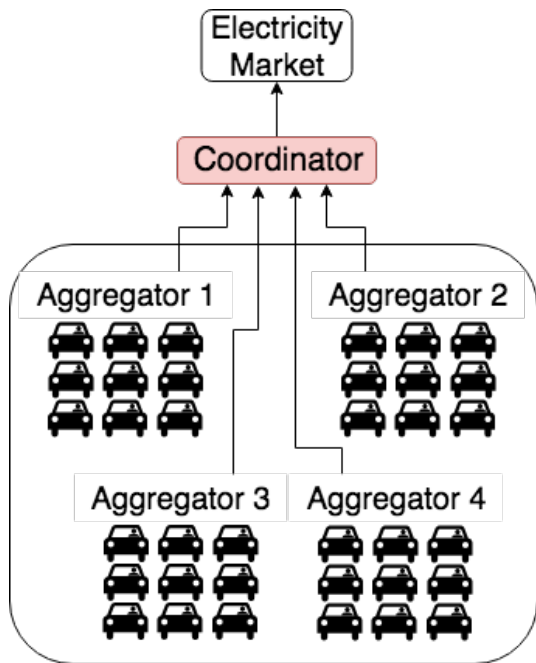 Electricity
Market
Coordinator
Aggregator 1
Aggregator 2
Aggregator 3
Aggregator 4